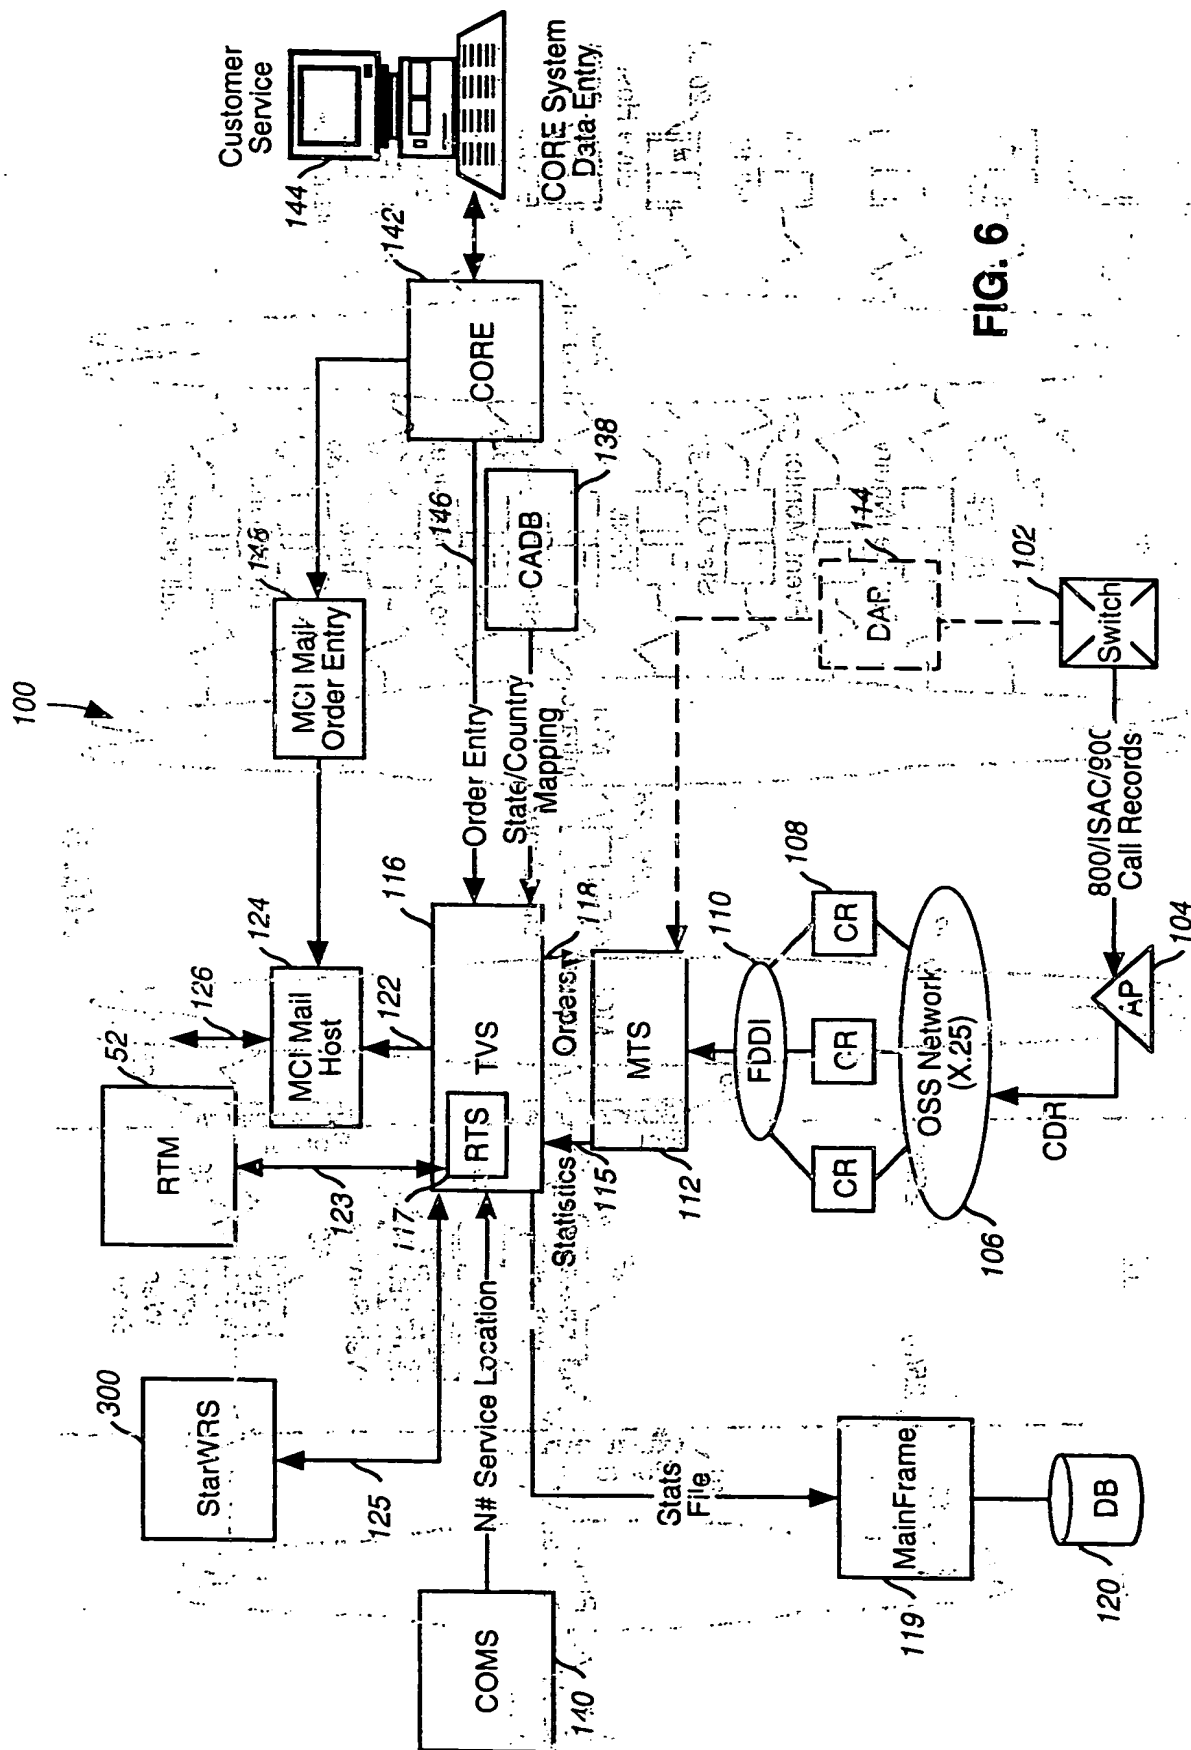 100
Customer
Service
144
CORE System
Data Entry
142
CORE
148
MCI Mail
Order Entry
146
CADB
138
Order Entry
State/Country
Mapping
124
MCI Mail
Host
126
52
RTM
123
122
116
TVS
RTS
117
118
Orders
Statistics
115
MTS
112
300
StarWRS
125
N# Service Location
COMS
140
Stats
File
MainFrame
119
DB
120
110
FDDI
108
CR
CR
CR
OSS Network
(X.25)
106
CDR
AP
104
800/ISAC/900
Call Records
Switch
102
DAP
114
FIG. 6